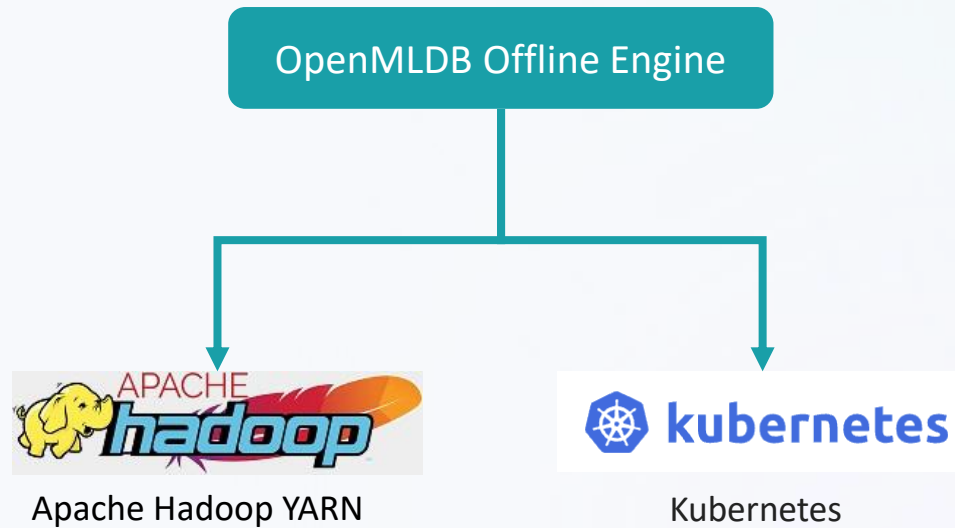 OpenMLDB Offline Engine
APACHE
hadoop
kubernetes
Apache Hadoop YARN
Kubernetes